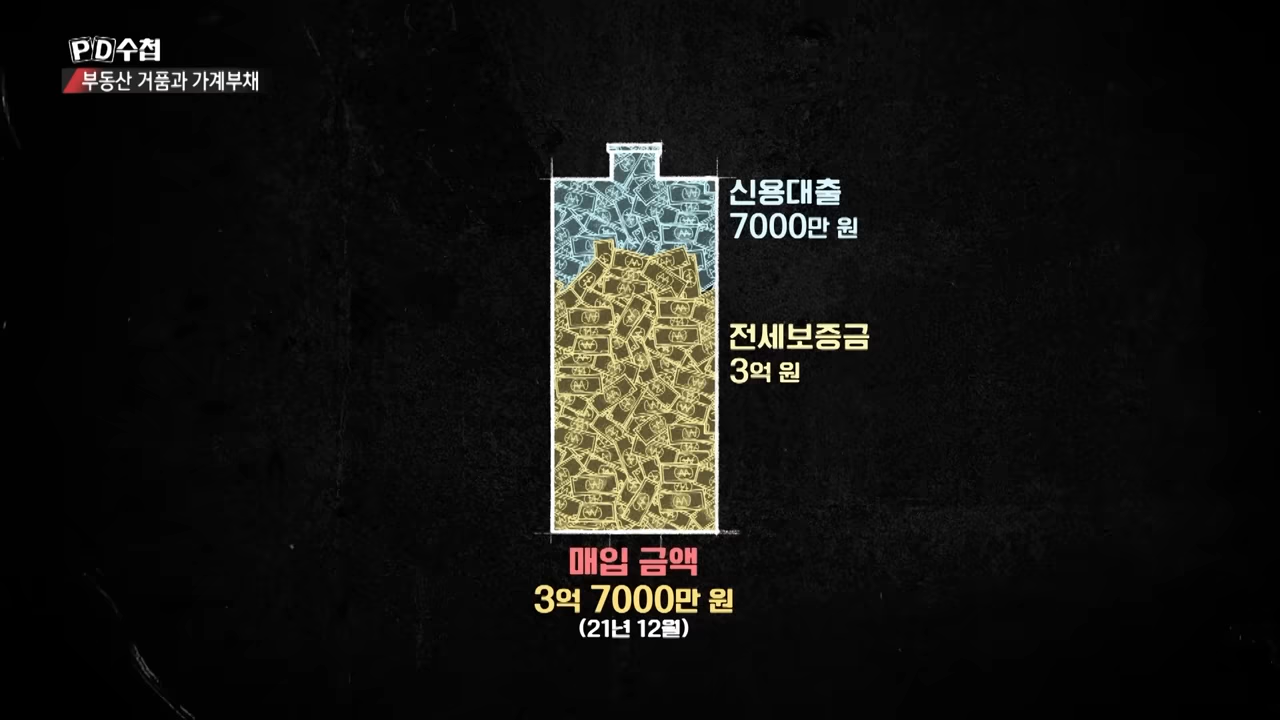 PD수첩
부동산 거품과 가계부채
신용대출
7000만 원
전세보증금
3억 원
매입 금액
3억 7000만 원
(21년 12월)